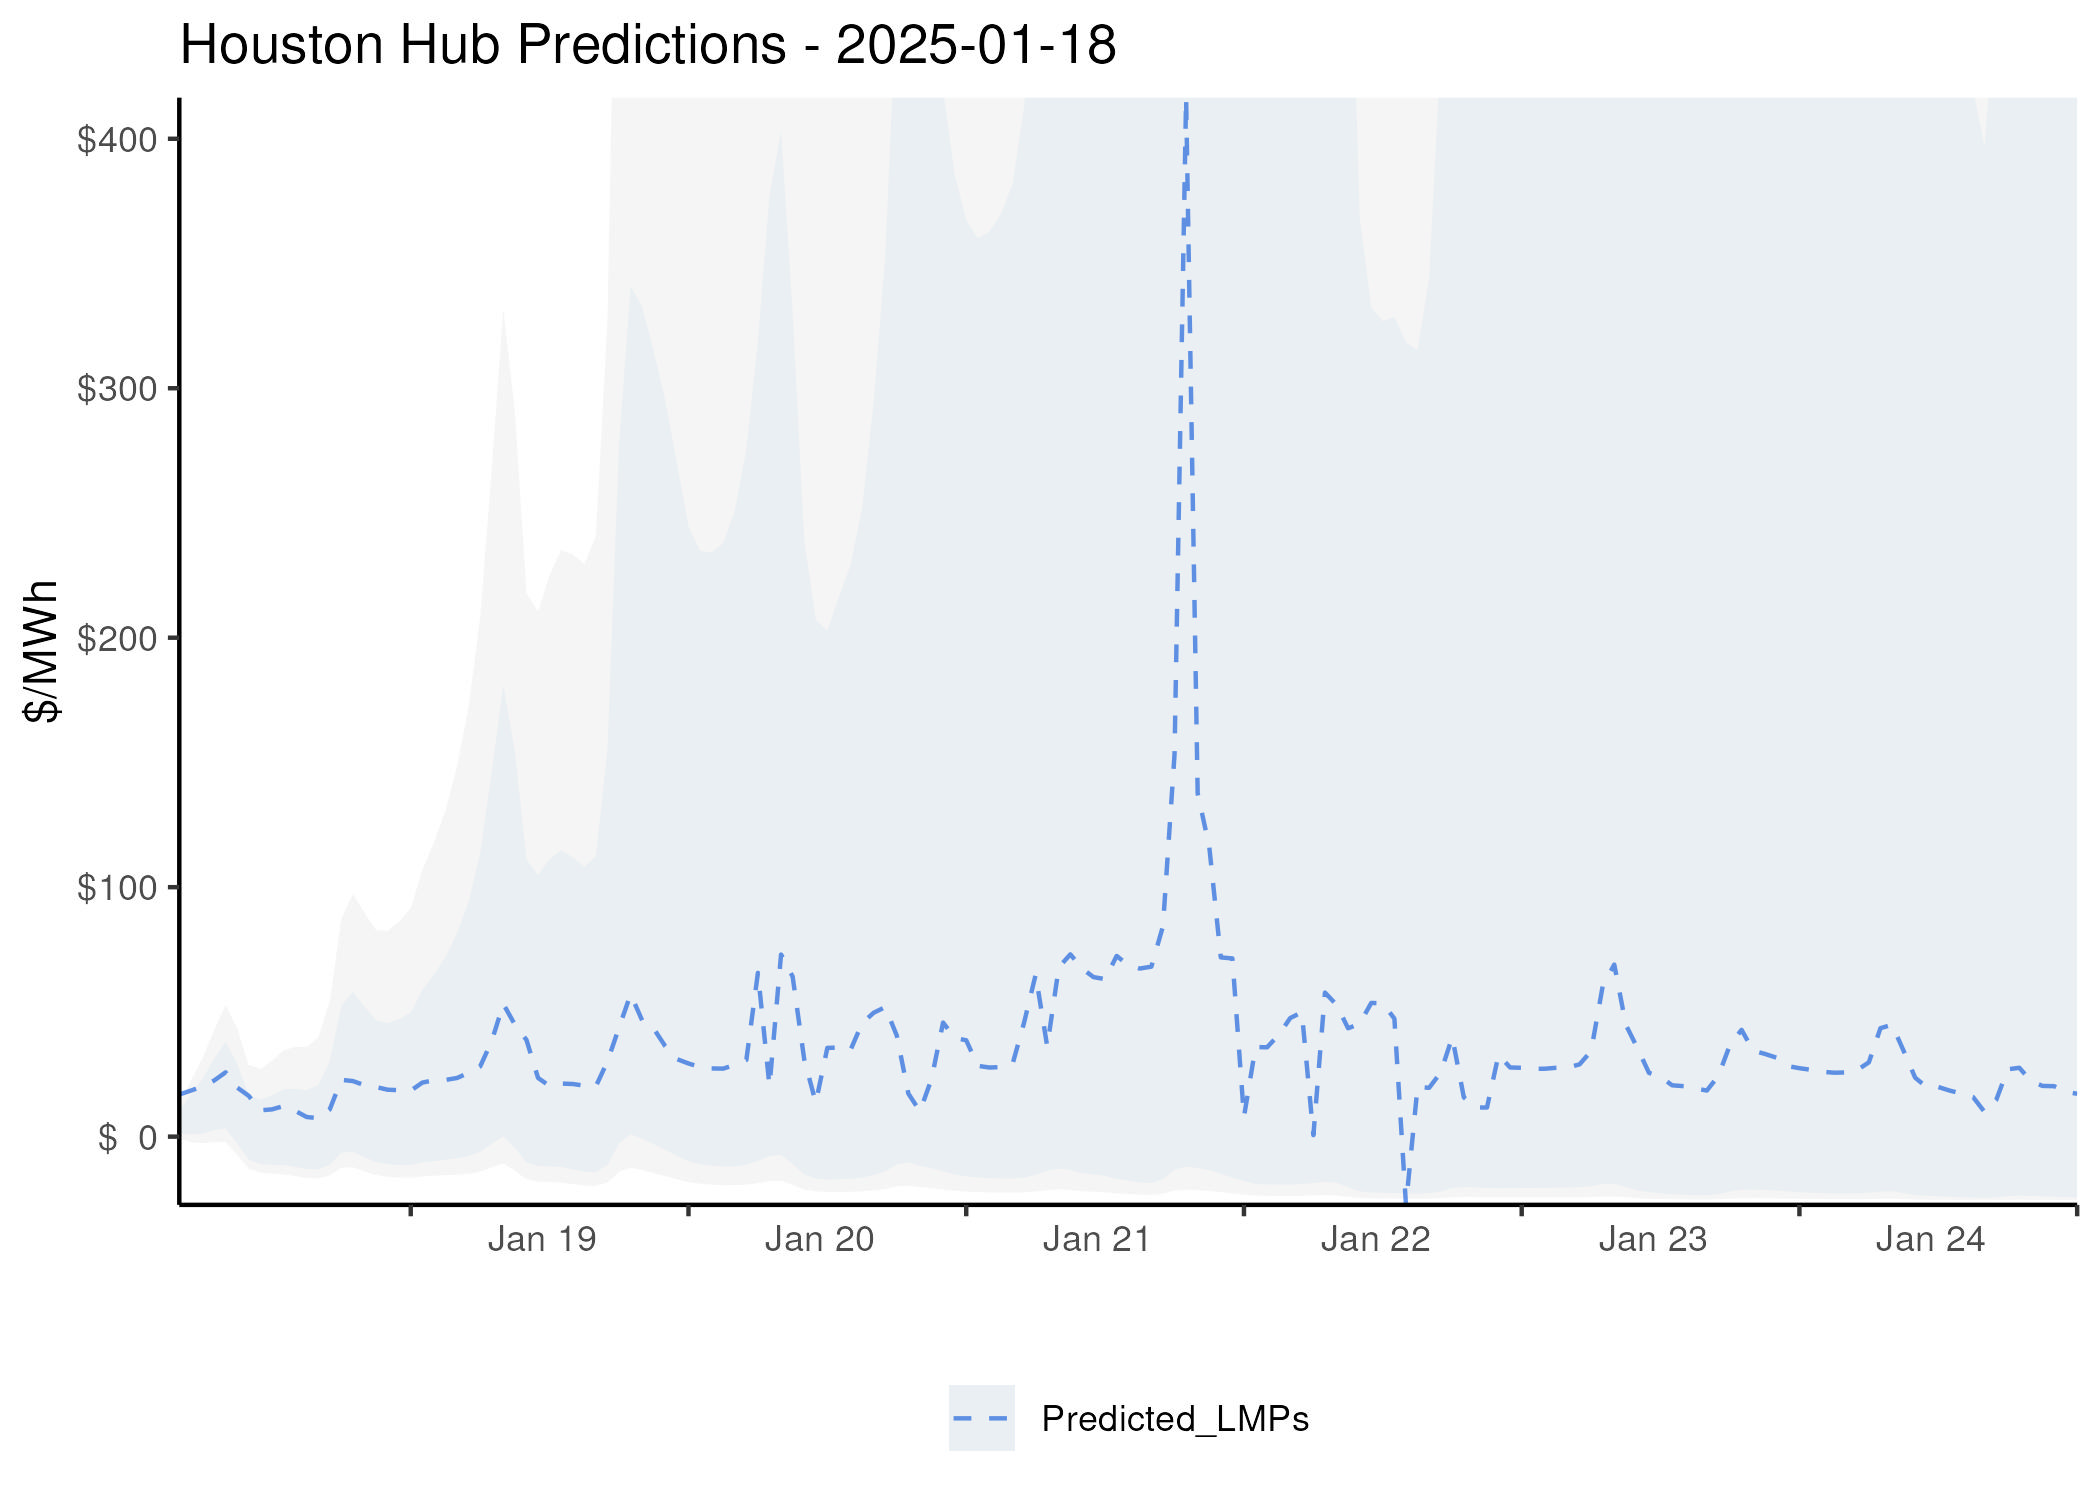 Houston Hub Predictions - 2025-01-18
$/MWh
$400
$300
$200
$100
$  0
Jan 19
Jan 20
Jan 21
Jan 22
Jan 23
Jan 24
Predicted_LMPs